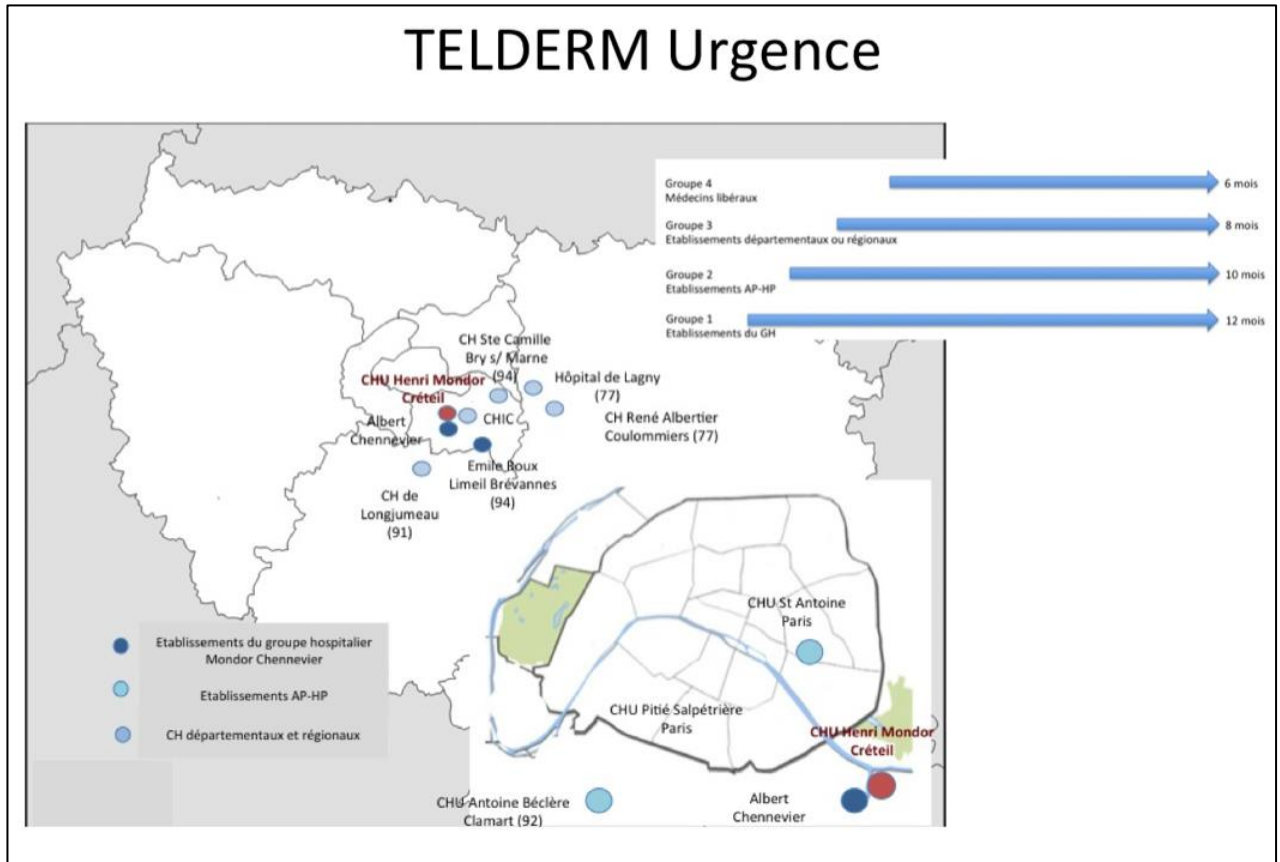 TELDERM Urgence
Groupe 4
Médecins libéraux
6 mois
Groupe 3
Etablissements départementaux ou régionaux
8 mois
Groupe 2
Etablissements AP-HP
10 mois
Groupe 1
Etablissements du GH
12 mois
CH Ste Camille
Bry s/ Marne
(94)
CHU Henri Mondor
Créteil
Hôpital de Lagny
(77)
Albert
Chennevier
CHIC
CH René Albertier
Coulommiers (77)
Emile Roux
Limeil Brévannes
(94)
CH de
Longjumeau
(91)
CHU St Antoine
Paris
Etablissements du groupe hospitalier
Mondor Chennevier
Etablissements AP-HP
CH départementaux et régionaux
CHU Pitié Salpétrière
Paris
CHU Henri Mondor
Créteil
CHU Antoine Béclère
Clamart (92)
Albert
Chennevier